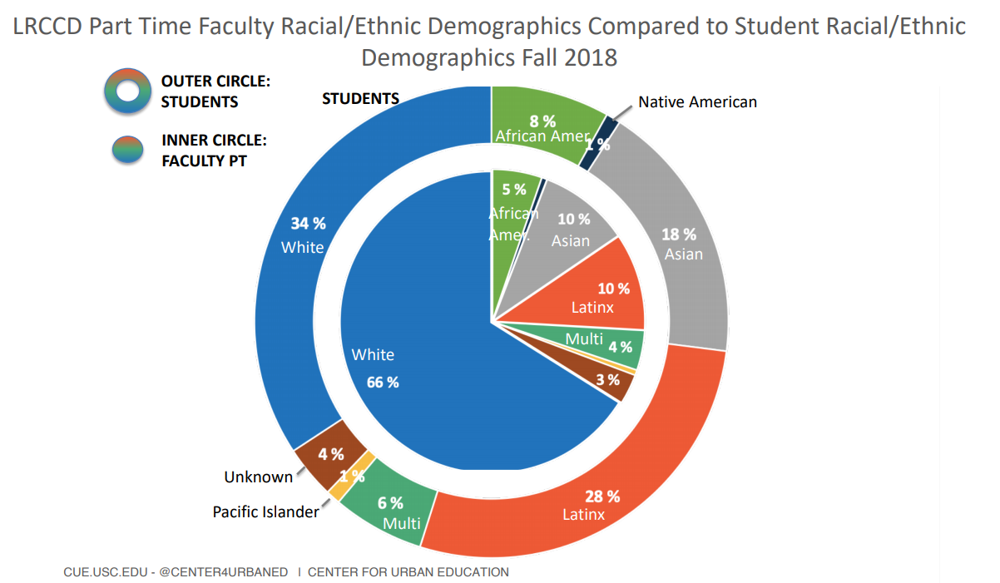 LRCCD Part Time Faculty Racial/Ethnic Demographics Compared to Student Racial/Ethnic
Demographics Fall 2018
OUTER CIRCLE:
STUDENTS
INNER CIRCLE:
FACULTY PT
STUDENTS
8 %
African Amer.
Native American
1 %
18 %
Asian
28 %
Latinx
6 %
Multi
1 %
Pacific Islander
4 %
Unknown
34 %
White
5 %
African
Amer.
10 %
Asian
10 %
Latinx
Multi 4 %
3 %
White
66 %
CUE.USC.EDU - @CENTER4URBANED I CENTER FOR URBAN EDUCATION